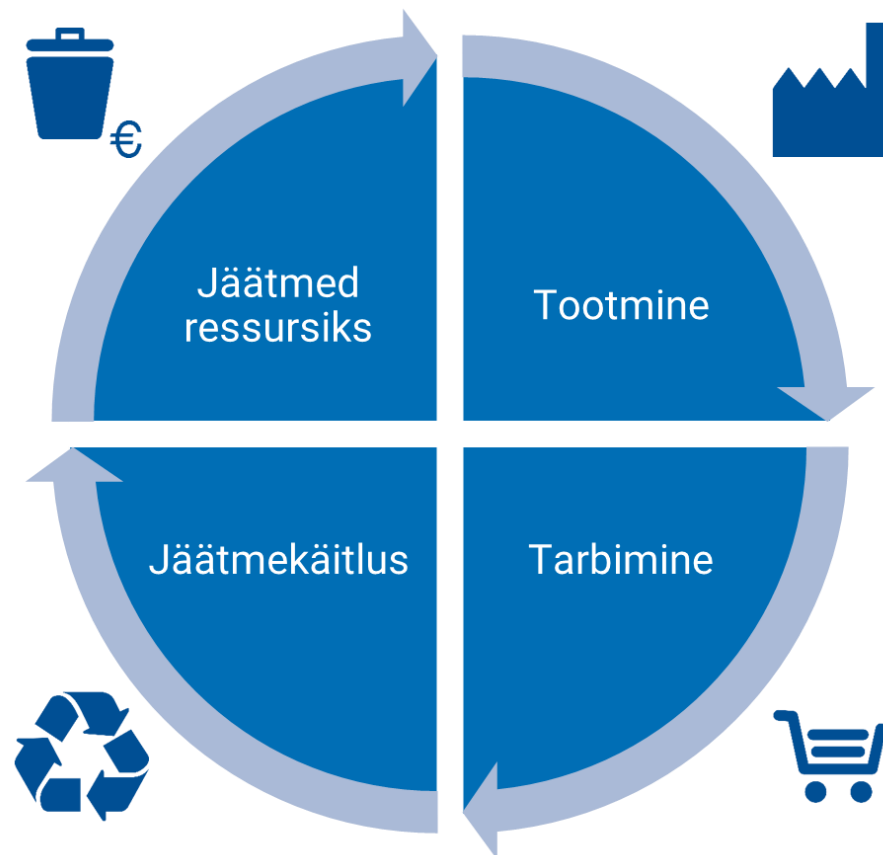 €
Jäätmed
ressursiks
Tootmine
Jäätmekäitlus
Tarbimine